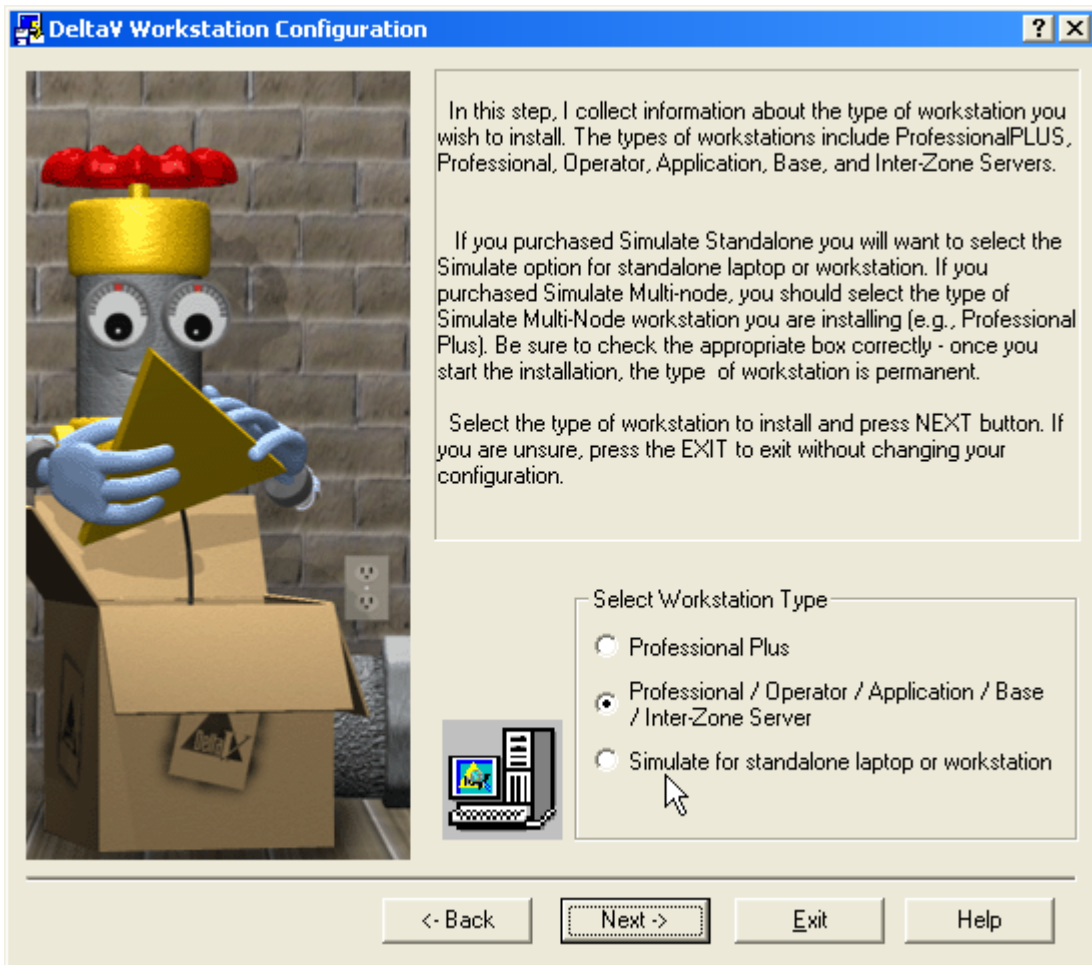 DeltaV Workstation Configuration
In this step, I collect information about the type of workstation you
wish to install. The types of workstations include ProfessionalPLUS,
Professional, Operator, Application, Base, and Inter-Zone Servers.
If you purchased Simulate Standalone you will want to select the
Simulate option for standalone laptop or workstation. If you
purchased Simulate Multi-node, you should select the type of
Simulate Multi-Node workstation you are installing (e.g., Professional
Plus). Be sure to check the appropriate box correctly - once you
start the installation, the type of workstation is permanent.
Select the type of workstation to install and press NEXT button. If
you are unsure, press the EXIT to exit without changing your
configuration.
Select Workstation Type
Professional Plus
Professional / Operator / Application / Base
/ Inter-Zone Server
Simulate for standalone laptop or workstation
DeltaV
<- Back
Next ->
Exit
Help